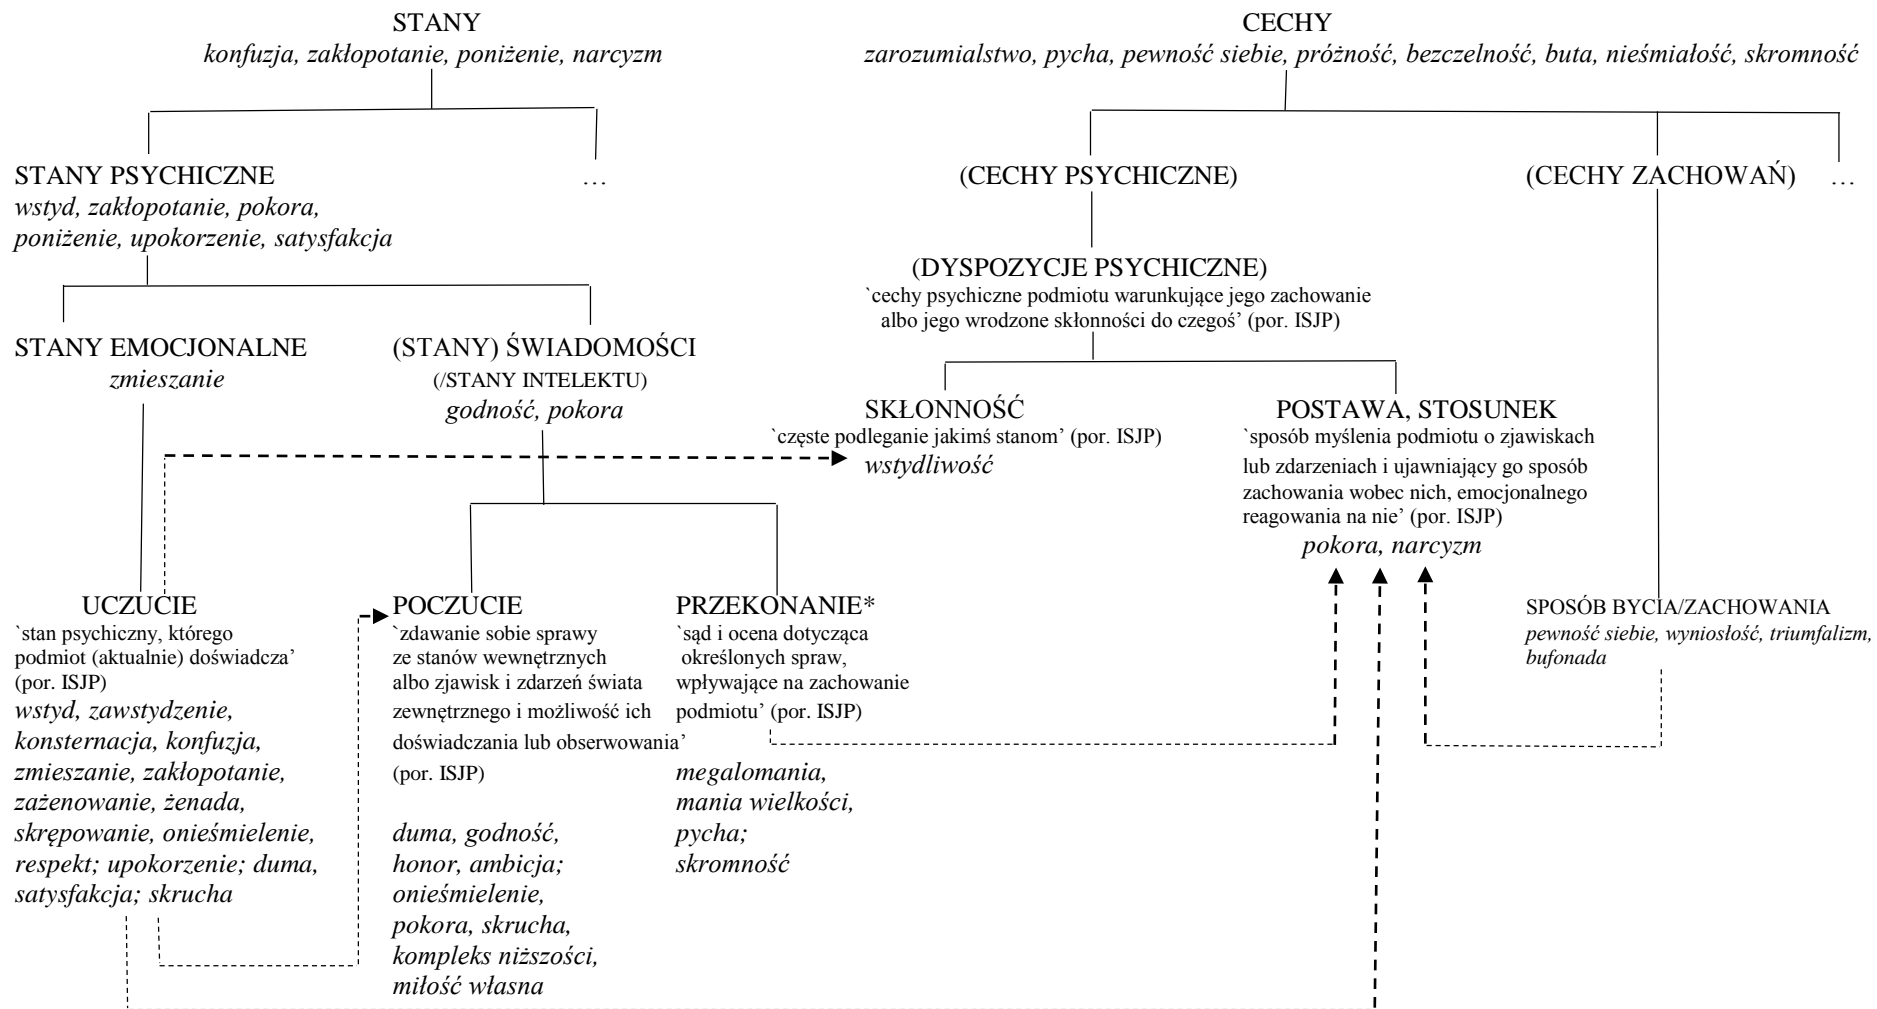 STANY
konfuzja, zakłopotanie, poniżenie, narcyzm
CECHY
zarozumialstwo, pycha, pewność siebie, próżność, bezczelność, buta, nieśmiałość, skromność
STANY PSYCHICZNE
wstyd, zakłopotanie, pokora,
poniżenie, upokorzenie, satysfakcja
…
(CECHY PSYCHICZNE)
(CECHY ZACHOWAŃ)
…
(DYSPOZYCJE PSYCHICZNE)
`cechy psychiczne podmiotu warunkujące jego zachowanie
albo jego wrodzone skłonności do czegoś’ (por. ISJP)
STANY EMOCJONALNE
zmieszanie
(STANY) ŚWIADOMOŚCI
(/STANY INTELEKTU)
godność, pokora
SKŁONNOŚĆ
`częste podleganie jakimś stanom’ (por. ISJP)
wstydliwość
POSTAWA, STOSUNEK
`sposób myślenia podmiotu o zjawiskach
lub zdarzeniach i ujawniający go sposób
zachowania wobec nich, emocjonalnego
reagowania na nie’ (por. ISJP)
pokora, narcyzm
UCZUCIE
`stan psychiczny, którego
podmiot (aktualnie) doświadcza’
(por. ISJP)
wstyd, zawstydzenie,
konsternacja, konfuzja,
zmieszanie, zakłopotanie,
zażenowanie, żenada,
skrępowanie, onieśmielenie,
respekt; upokorzenie; duma,
satysfakcja; skrucha
POCZUCIE
`zdawanie sobie sprawy
ze stanów wewnętrznych
albo zjawisk i zdarzeń świata
zewnętrznego i możliwość ich
doświadczania lub obserwowania’
(por. ISJP)
duma, godność,
honor, ambicja;
onieśmielenie,
pokora, skrucha,
kompleks niższości,
miłość własna
PRZEKONANIE*
`sąd i ocena dotycząca
określonych spraw,
wpływające na zachowanie
podmiotu’ (por. ISJP)
megalomania,
mania wielkości,
pycha;
skromność
SPOSÓB BYCIA/ZACHOWANIA
pewność siebie, wyniosłość, triumfalizm,
bufonada